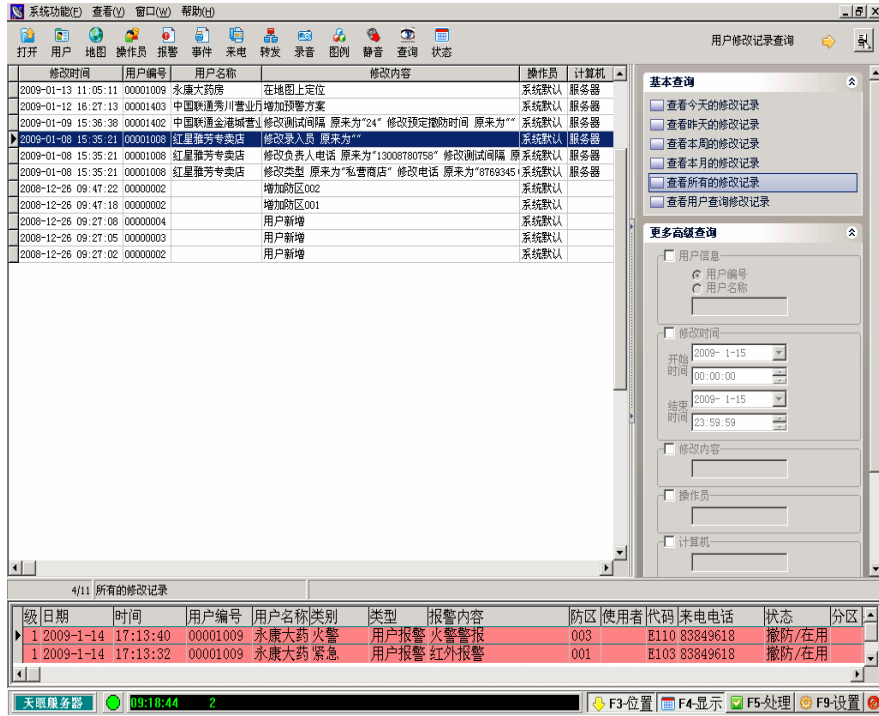 系统功能(F) 查看(V) 窗口(W) 帮助(H)
打开 用户 地图 操作员 报警 事件 来电 转发 录音 图例 静音 查询 状态
用户修改记录查询
修改时间 用户编号 用户名称 修改内容 操作员 计算机
2009-01-13 11:05:11 00001009 永康大药房 在地图上定位 系统默认 服务器
2009-01-12 16:27:13 00001403 中国联通秀川营业厅 增加预警方案 系统默认 服务器
2009-01-09 15:36:38 00001402 中国联通金港城营业 修改测试间隔 原来为"24" 修改预定撤防时间 原来为"" 系统默认 服务器
2009-01-08 15:35:21 00001008 红星雅芳专卖店 修改录入员 原来为"" 系统默认 服务器
2009-01-08 15:35:21 00001008 红星雅芳专卖店 修改负责人电话 原来为"13008780758" 修改测试间隔 原 系统默认 服务器
2009-01-08 15:35:21 00001008 红星雅芳专卖店 修改类型 原来为"私营商店" 修改电话 原来为"8769345 系统默认 服务器
2008-12-26 09:47:22 00000002 增加防区002 系统默认
2008-12-26 09:47:18 00000002 增加防区001 系统默认
2008-12-26 09:27:08 00000004 用户新增 系统默认
2008-12-26 09:27:05 00000003 用户新增 系统默认
2008-12-26 09:27:02 00000002 用户新增 系统默认
基本查询
查看今天的修改记录
查看昨天的修改记录
查看本周的修改记录
查看本月的修改记录
查看所有的修改记录
查看用户查询修改记录
更多高级查询
用户信息
用户编号
用户名称
修改时间
开始时间 2009- 1-15
00:00:00
结束时间 2009- 1-15
23:59:59
修改内容
操作员
计算机
4/11 所有的修改记录
级 日期 时间 用户编号 用户名称 类别 类型 报警内容 防区 使用者 代码 来电电话 状态 分区
1 2009-1-14 17:13:40 00001009 永康大药 火警 用户报警 火警警报 003 E110 83849618 撤防/在用
1 2009-1-14 17:13:32 00001009 永康大药 紧急 用户报警 红外报警 001 E103 83849618 撤防/在用
天眼服务器 09:18:44 2 F3-位置 F4-显示 F5-处理 F9-设置